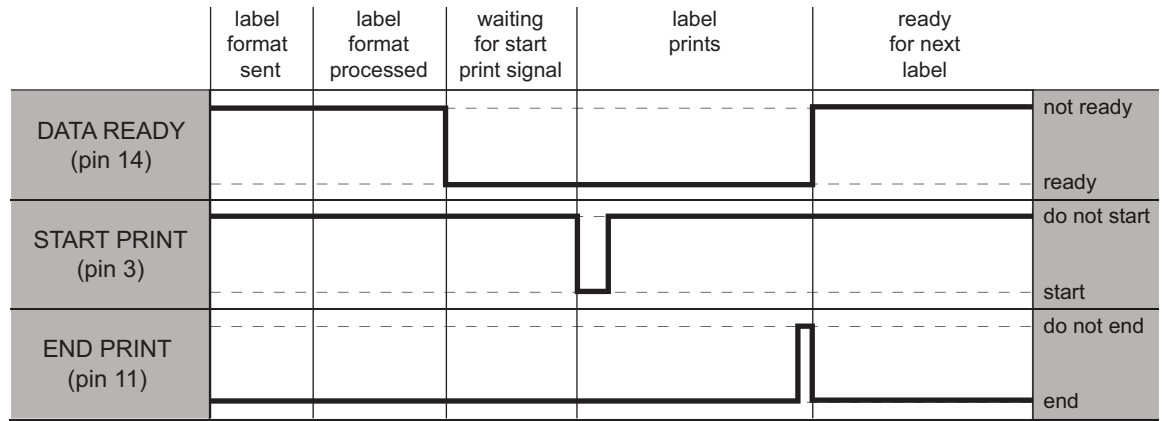 label
format
sent
label
format
processed
waiting
for start
print signal
label
prints
ready
for next
label
DATA READY
(pin 14)
not ready
ready
START PRINT
(pin 3)
do not start
start
END PRINT
(pin 11)
do not end
end